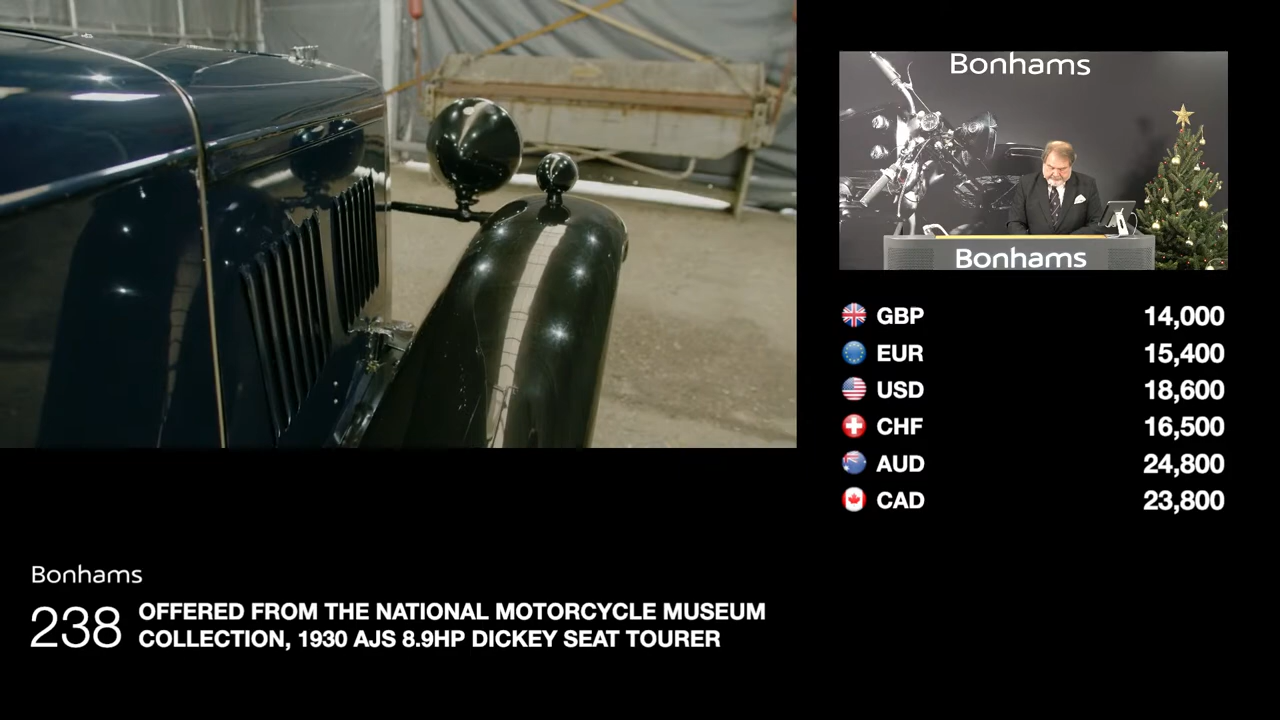 Bonhams
Bonhams
GBP 14,000
EUR 15,400
USD 18,600
CHF 16,500
AUD 24,800
CAD 23,800
Bonhams
238 OFFERED FROM THE NATIONAL MOTORCYCLE MUSEUM
COLLECTION, 1930 AJS 8.9HP DICKEY SEAT TOURER